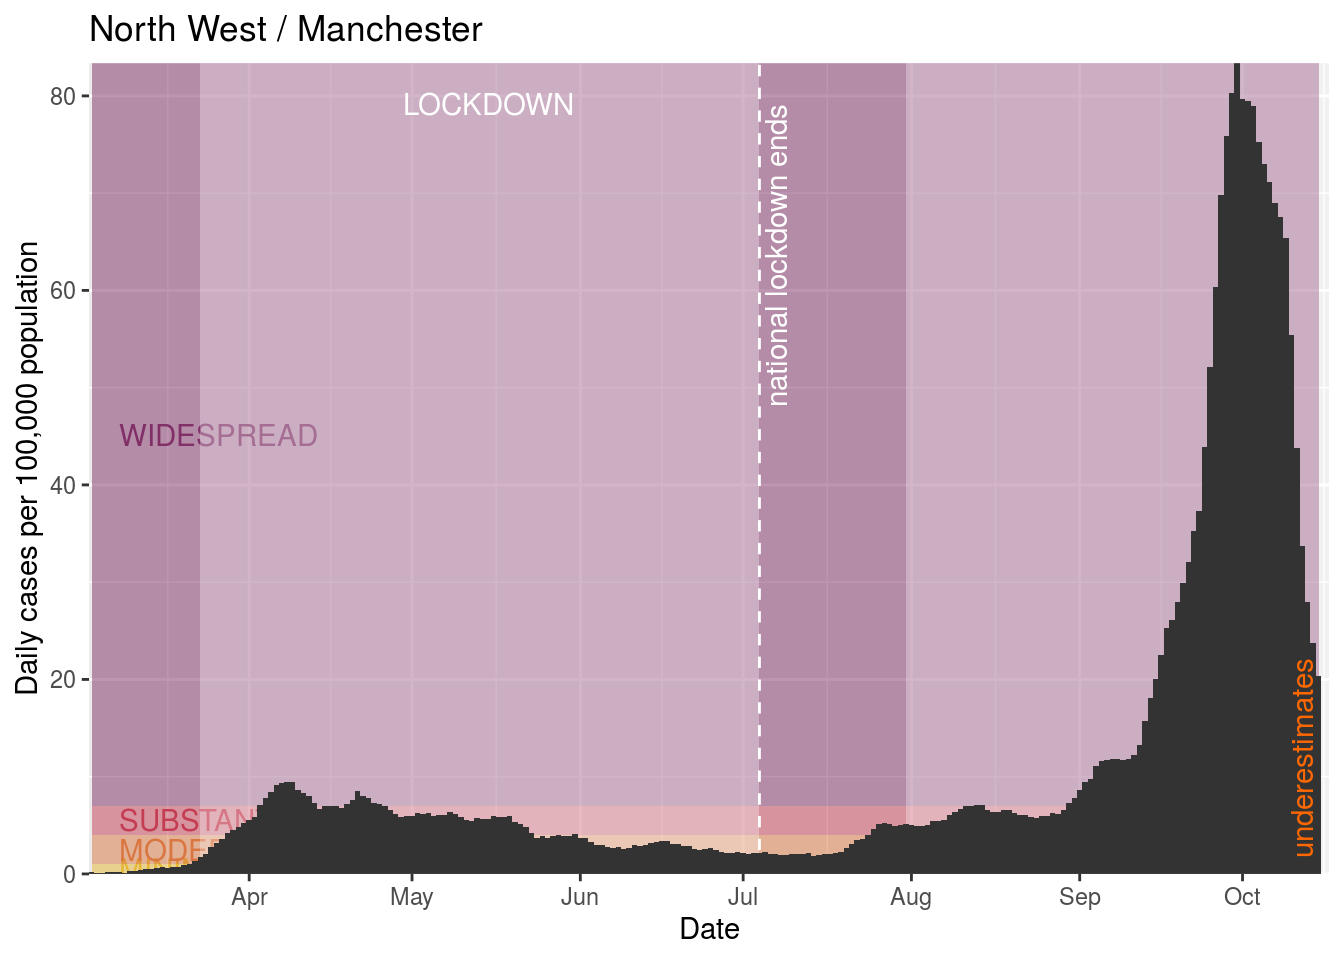 North West / Manchester
Daily cases per 100,000 population
80
60
40
20
0
LOCKDOWN
national lockdown ends
WIDESPREAD
SUBSTAN
MODE
underestimates
Apr
May
Jun
Jul
Aug
Sep
Oct
Date